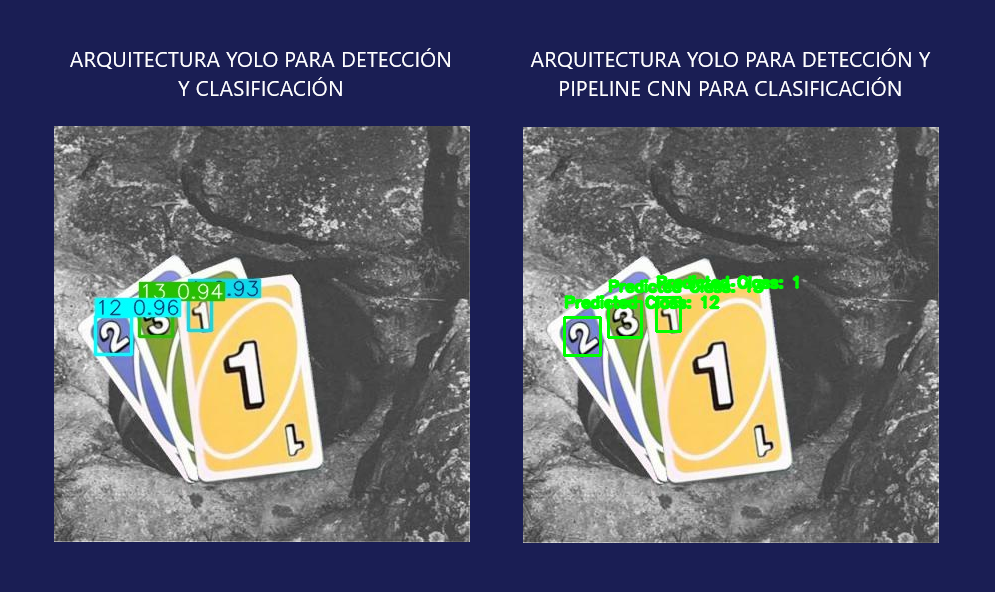 ARQUITECTURA YOLO PARA DETECCIÓN
Y CLASIFICACIÓN
ARQUITECTURA YOLO PARA DETECCIÓN Y
PIPELINE CNN PARA CLASIFICACIÓN
13 0.94
.93
12 0.96
2
3
1
1
1
Predicted Class: 1
Predicted Class:
Predicted Class: 12
2
3
1
1
1